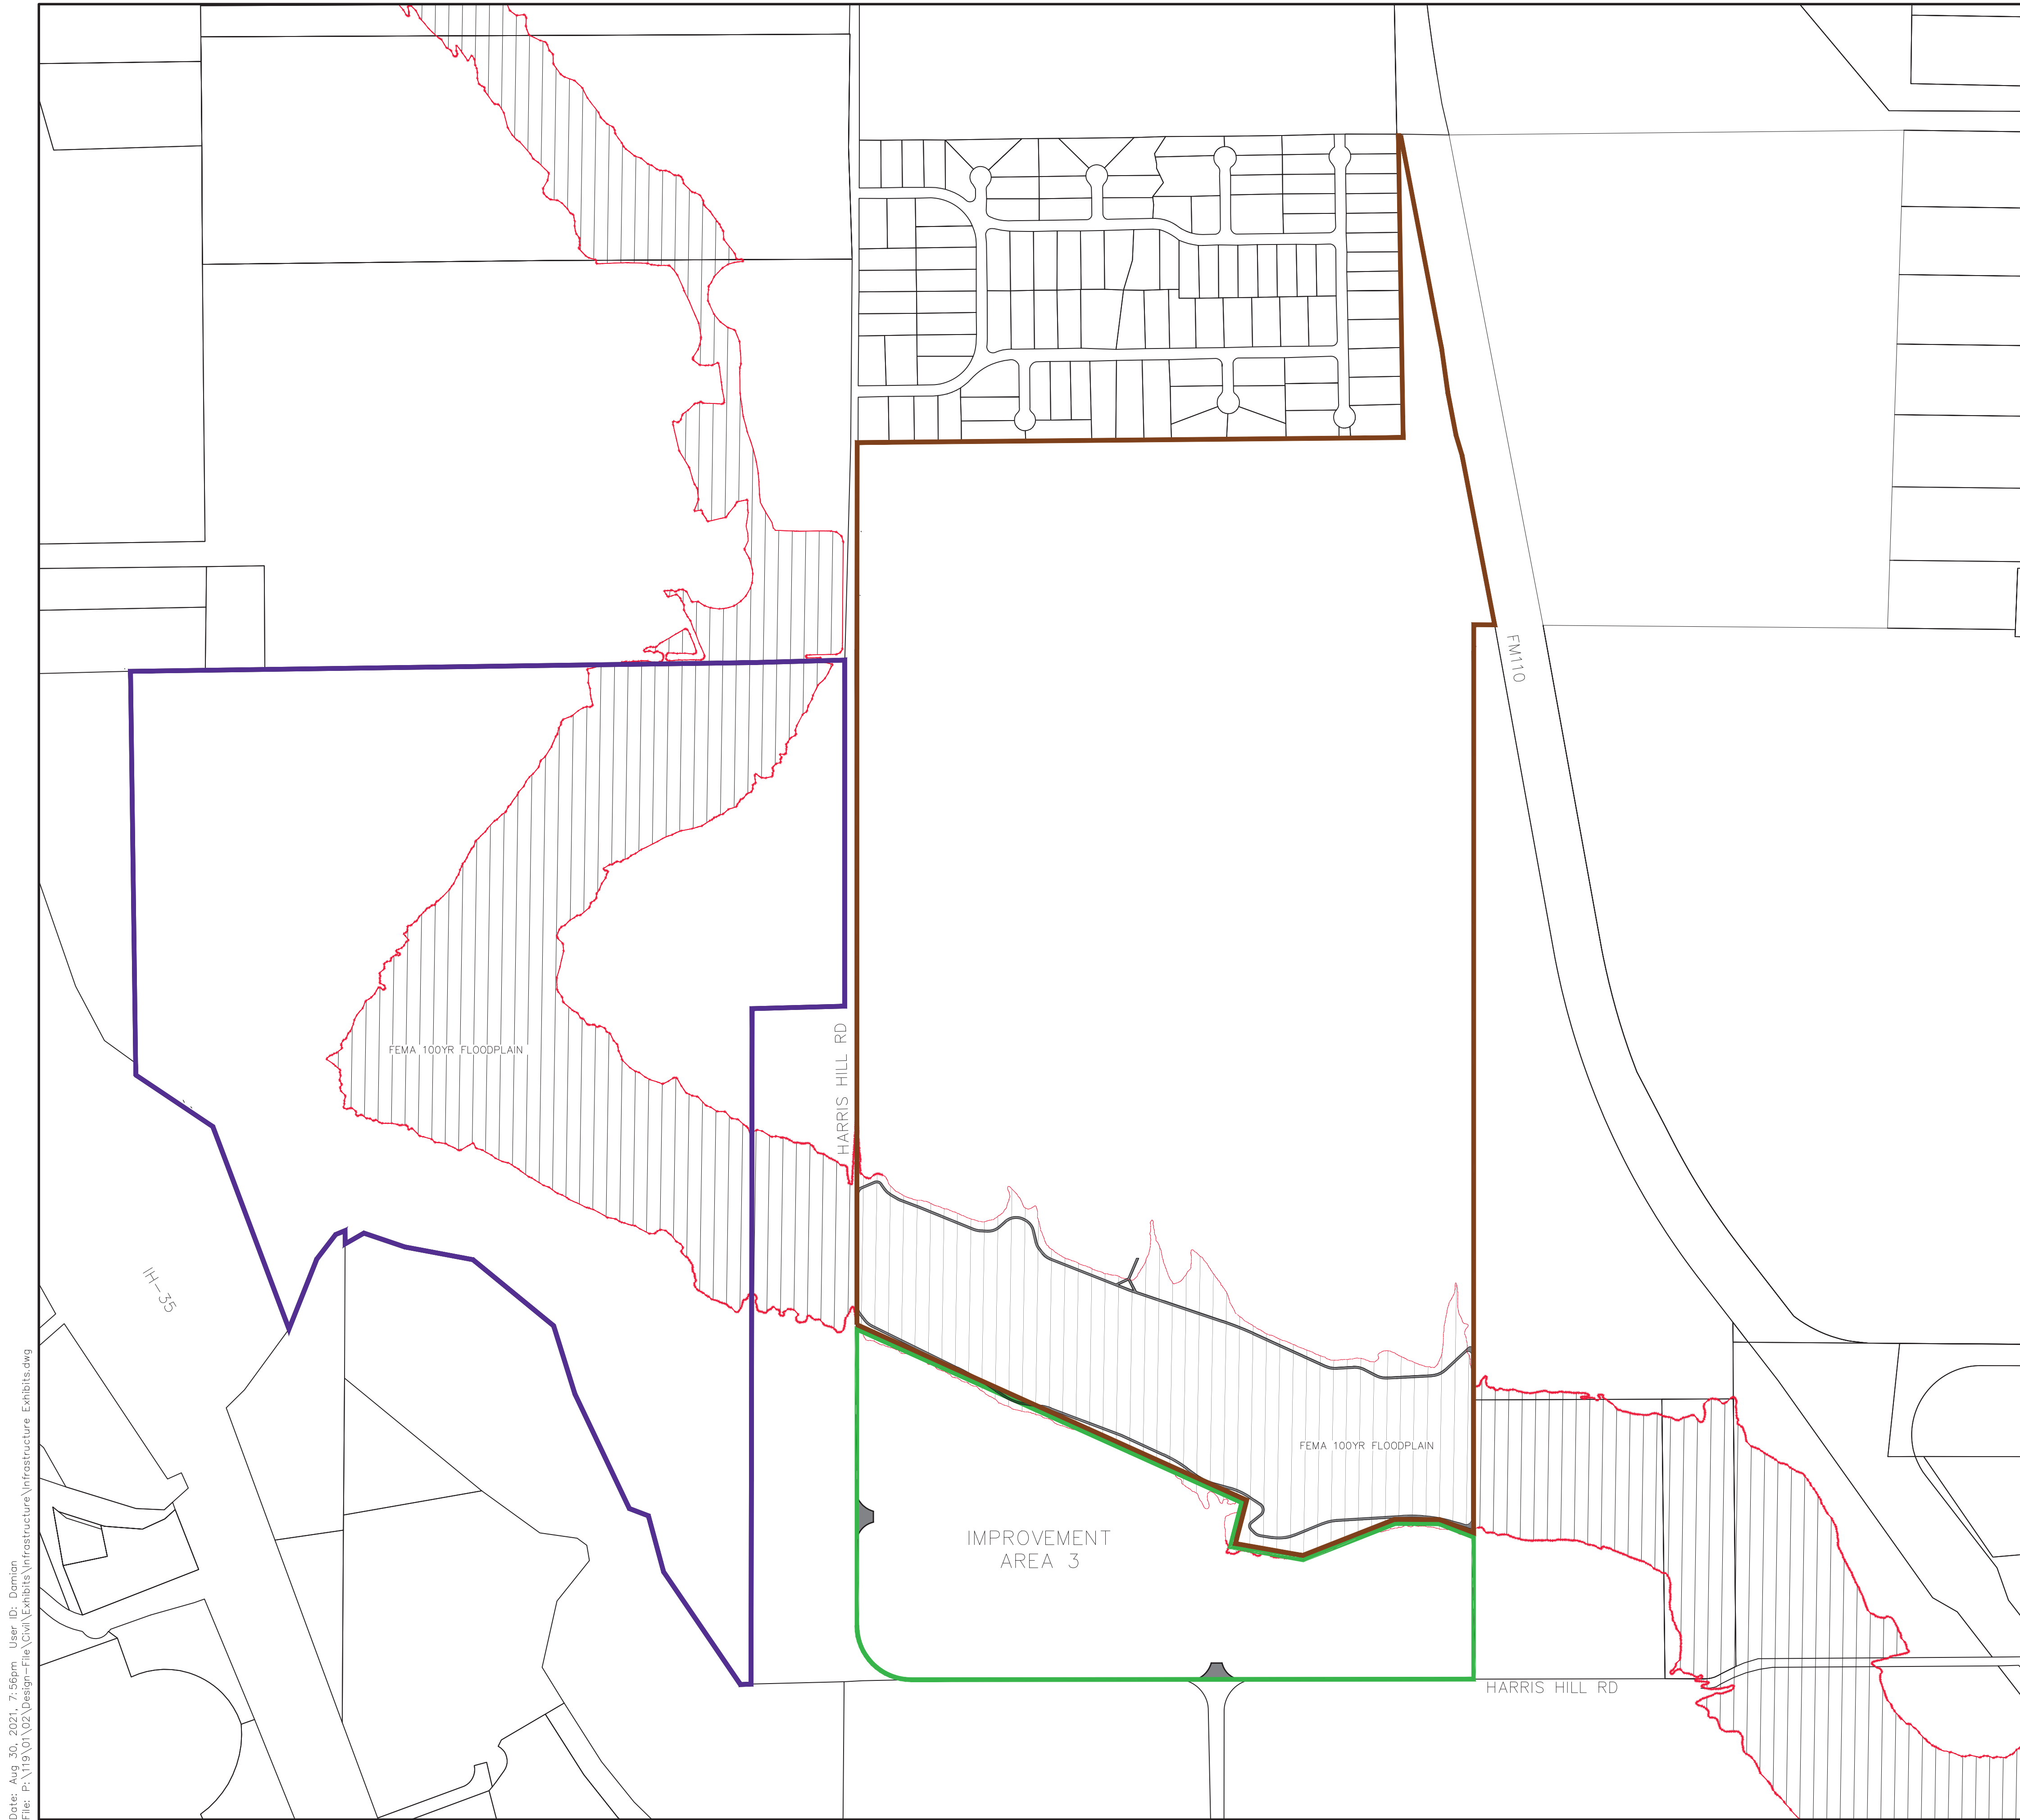 FM110
FEMA 100YR FLOODPLAIN
HARRIS HILL RD
IH-35
FEMA 100YR FLOODPLAIN
IMPROVEMENT
AREA 3
HARRIS HILL RD
Date: Aug 30, 2021, 7:56pm User ID: Damian
File: P:\119\01\02\Design-File\Civil\Exhibits\Infrastructure\Infrastructure Exhibits.dwg